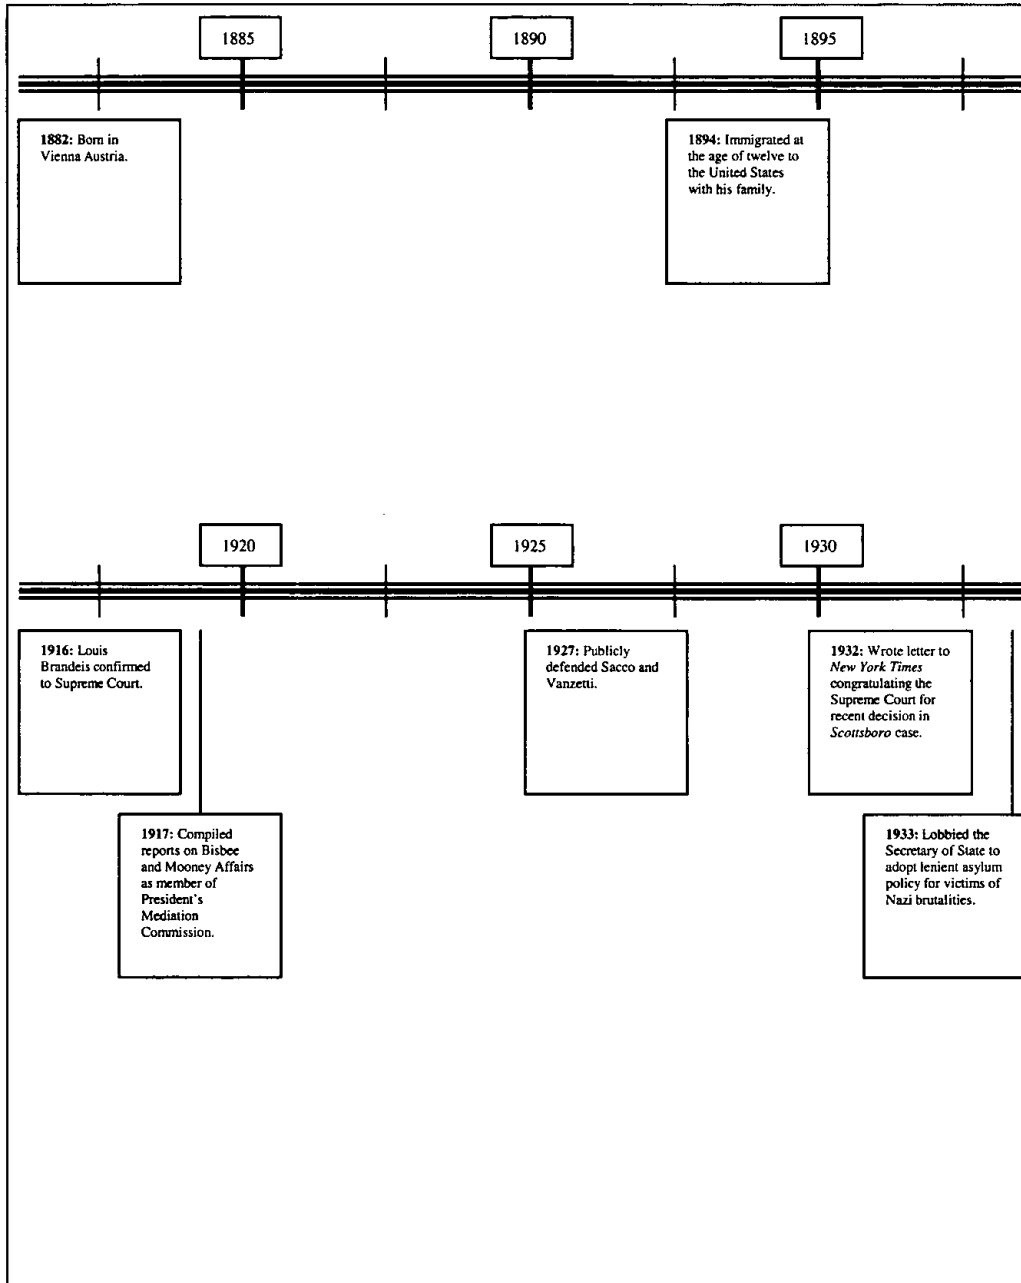 1885
1890
1895
1882: Born in
Vienna Austria.
1894: Immigrated at
the age of twelve to
the United States
with his family.
1920
1925
1930
1916: Louis
Brandeis confirmed
to Supreme Court.
1927: Publicly
defended Sacco and
Vanzetti.
1932: Wrote letter to
New York Times
congratulating the
Supreme Court for
recent decision in
Scottsboro case.
1917: Compiled
reports on Bisbee
and Mooney Affairs
as member of
President's
Mediation
Commission.
1933: Lobbied the
Secretary of State to
adopt lenient asylum
policy for victims of
Nazi brutalities.